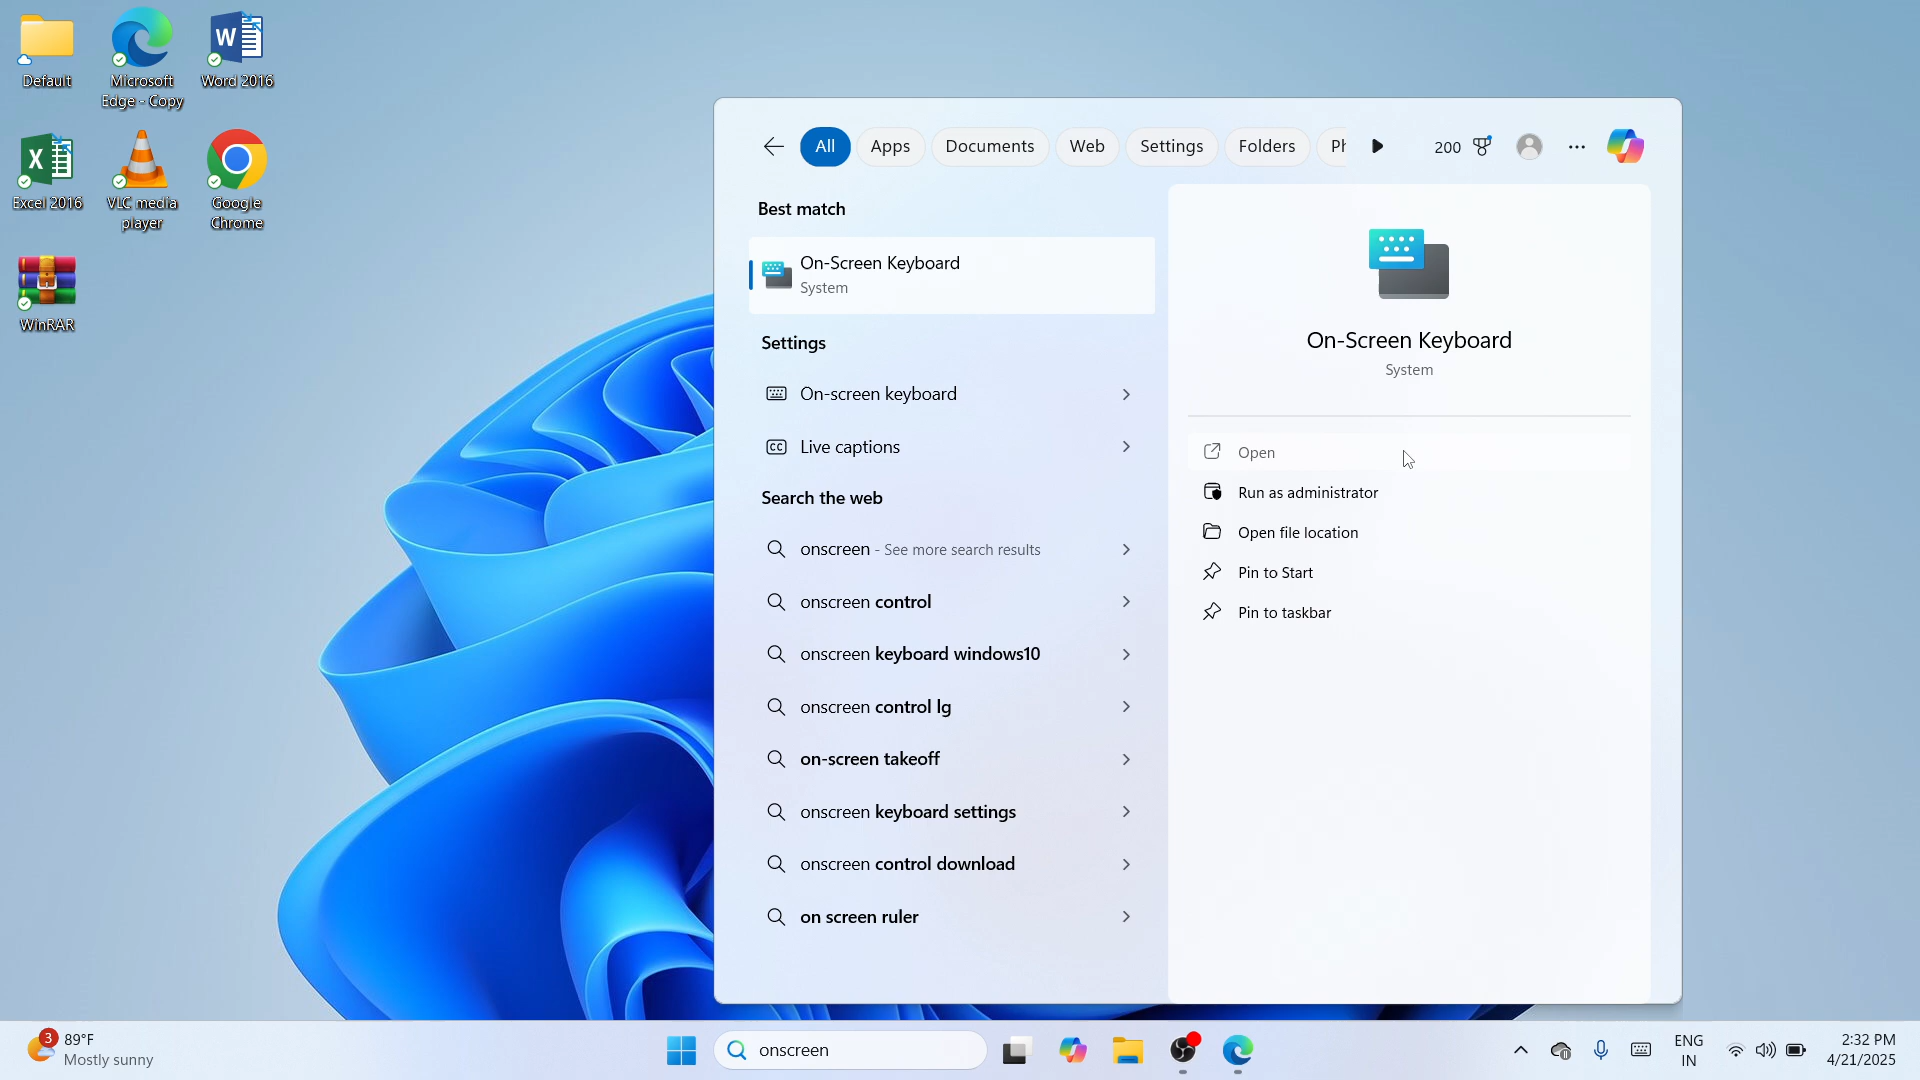 Default
Microsoft
Edge - Copy
Word 2016
Excel 2016
VLC media
player
Google
Chrome
WinRAR
All
Apps
Documents
Web
Settings
Folders
Ph
200
Best match
On-Screen Keyboard
System
Settings
On-screen keyboard
Live captions
Search the web
onscreen - See more search results
onscreen control
onscreen keyboard windows10
onscreen control lg
on-screen takeoff
onscreen keyboard settings
onscreen control download
on screen ruler
On-Screen Keyboard
System
Open
Run as administrator
Open file location
Pin to Start
Pin to taskbar
3
89°F
Mostly sunny
onscreen
ENG
IN
2:32 PM
4/21/2025